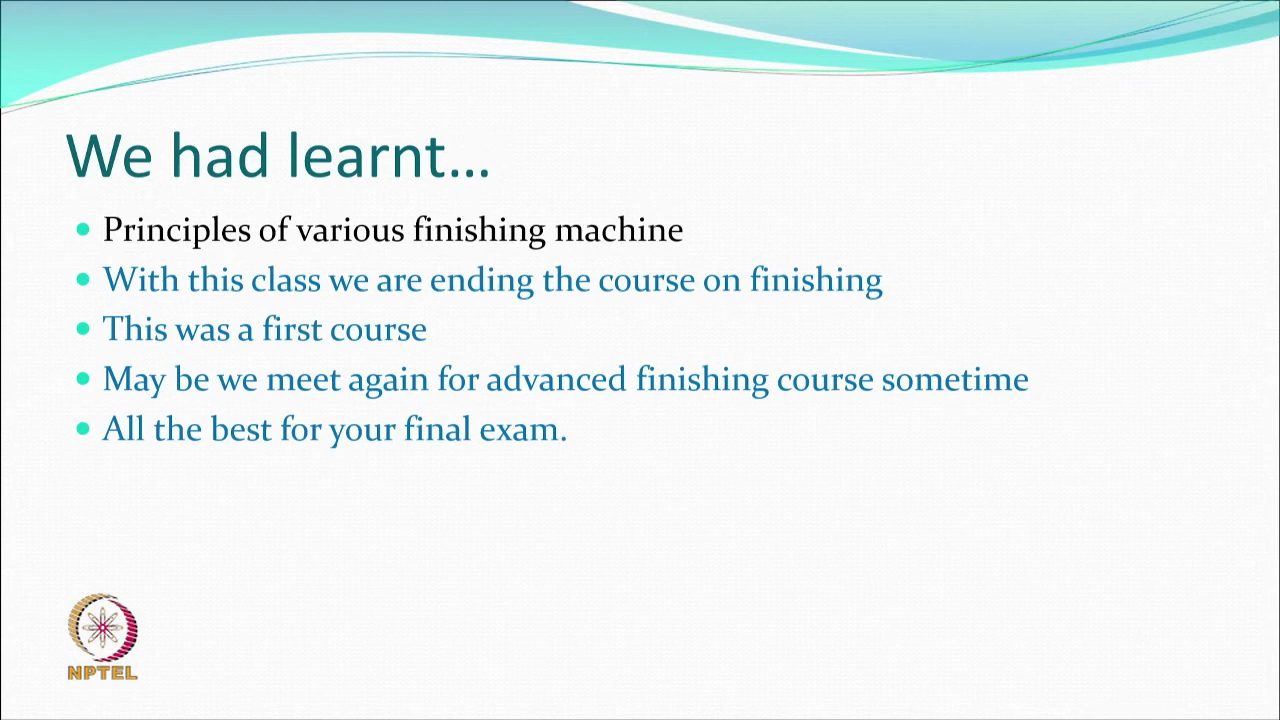 We had learnt...
Principles of various finishing machine
With this class we are ending the course on finishing
This was a first course
May be we meet again for advanced finishing course sometime
All the best for your final exam.
NPTEL